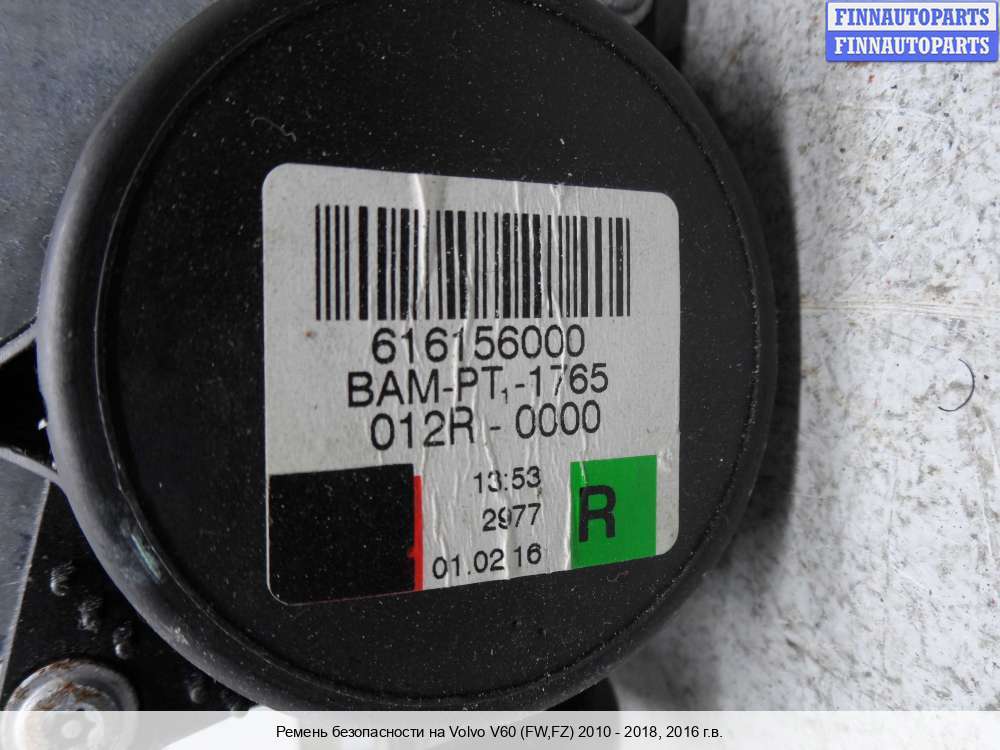 FINNAUTOPARTS
FINNAUTOPARTS
616156000
BAM-PT1-1765
012R - 0000
13:53
2977
R
01.02 16
Ремень безопасности на Volvo V60 (FW,FZ) 2010 - 2018, 2016 г.в.